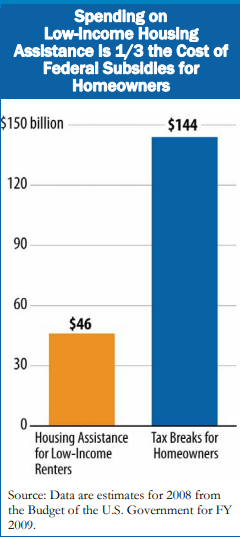 Spending on
Low-Income Housing
Assistance is 1/3 the Cost of
Federal Subsidies for
Homeowners
$150 billion
$144
120
90
60
$46
30
0
Housing Assistance
for Low-Income
Renters
Tax Breaks for
Homeowners
Source: Data are estimates for 2008 from
the Budget of the U.S. Government for FY
2009.